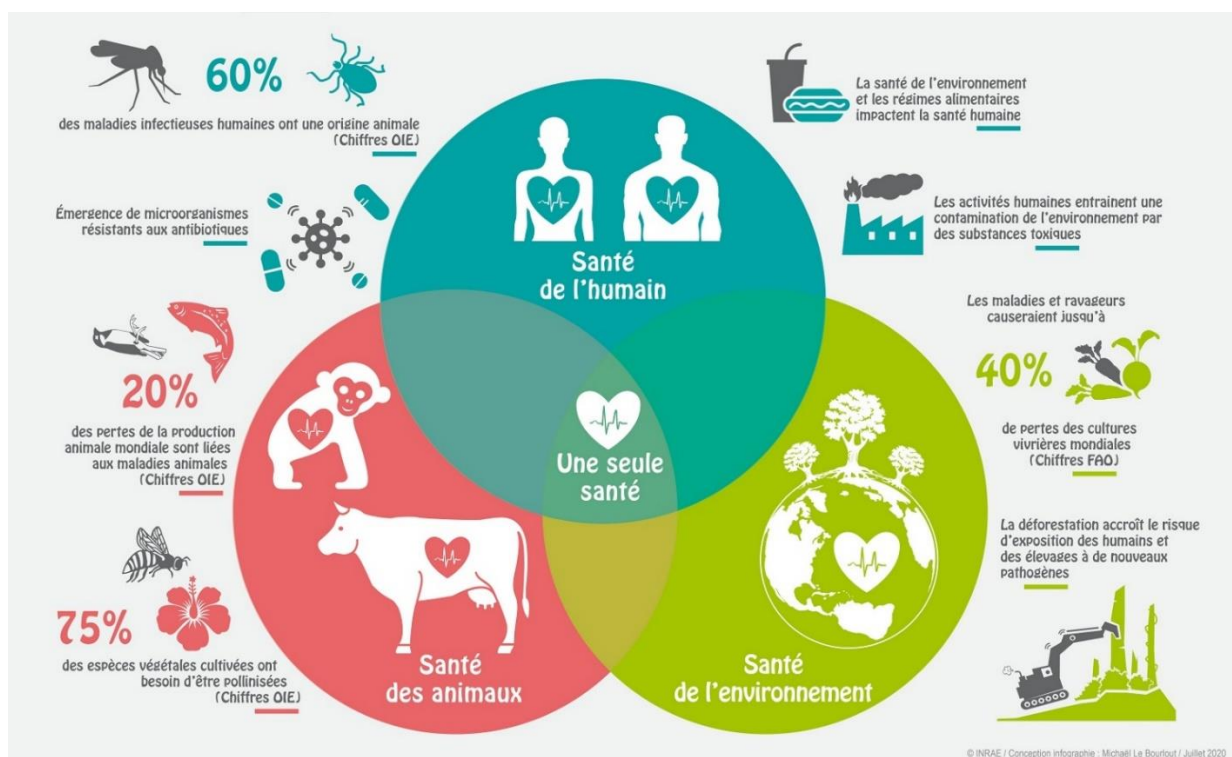 60%
des maladies infectieuses humaines ont une origine animale
(Chiffres OIE)
Émergence de microorganismes
résistants aux antibiotiques
20%
des pertes de la production
animale mondiale sont liées
aux maladies animales
(Chiffres OIE)
75%
des espèces végétales cultivées ont
besoin d'être pollinisées
(Chiffres OIE)
Santé
de l'humain
Une seule
santé
Santé
des animaux
Santé
de l'environnement
La santé de l'environnement
et les régimes alimentaires
impactent la santé humaine
Les activités humaines entrainent une
contamination de l'environnement par
des substances toxiques
Les maladies et ravageurs
causeraient jusqu'à
40%
de pertes des cultures
vivrières mondiales
(Chiffres FAO)
La déforestation accroît le risque
d'exposition des humains et
des élevages à de nouveaux
pathogènes
© INRAE / Conception infographie : Michaël Le Bourlout / Juillet 2020